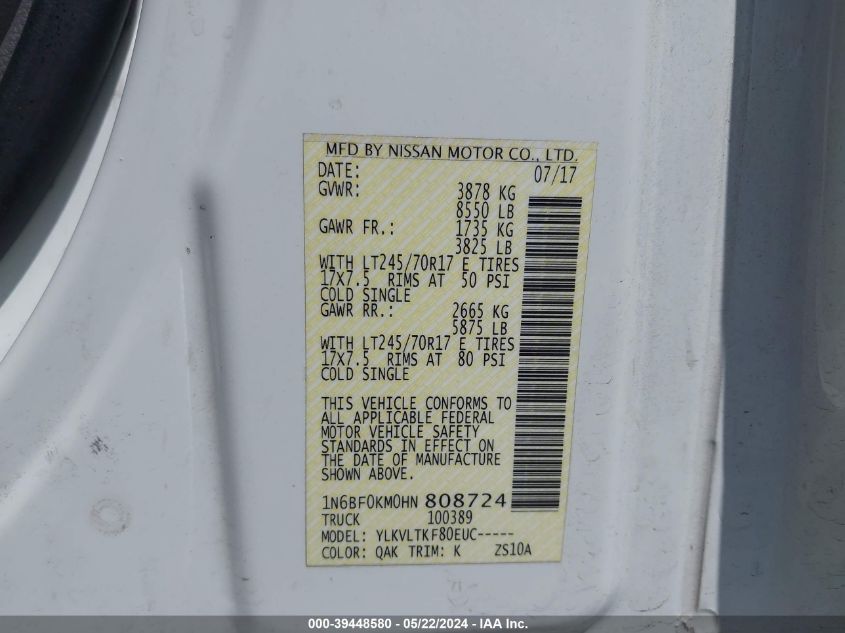 MFD BY NISSAN MOTOR CO., LTD.
DATE: 07/17
GVWR: 3878 KG
8550 LB
GAWR FR.: 1735 KG
3825 LB
WITH LT245/70R17 E TIRES
17X7.5 RIMS AT 50 PSI
COLD SINGLE
GAWR RR.: 2665 KG
5875 LB
WITH LT245/70R17 E TIRES
17X7.5 RIMS AT 80 PSI
COLD SINGLE
THIS VEHICLE CONFORMS TO
ALL APPLICABLE FEDERAL
MOTOR VEHICLE SAFETY
STANDARDS IN EFFECT ON
THE DATE OF MANUFACTURE
SHOWN ABOVE.
1N6BF0KM0HN 808724
TRUCK 100389
MODEL: YLKVLTKF80EUC-----
COLOR: QAK TRIM: K ZS10A
000-39448580 - 05/22/2024 - IAA Inc.